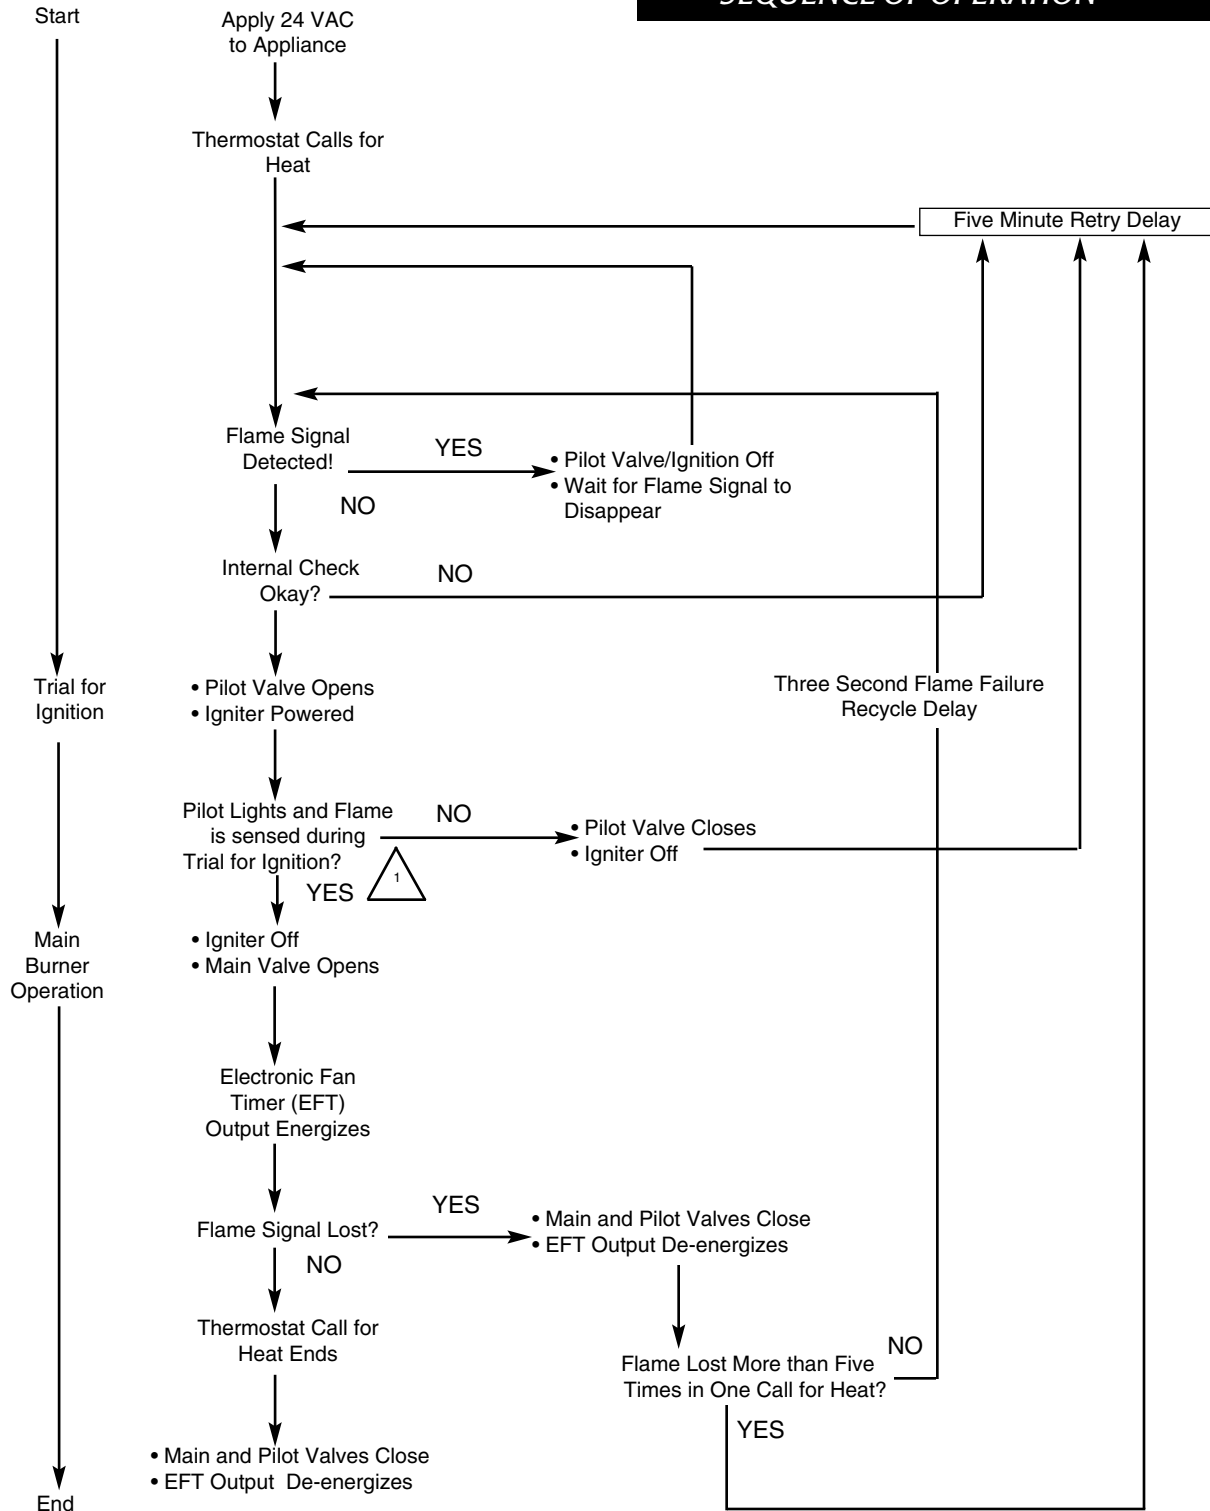 SEQUENCE OF OPERATION
Start
Apply 24 VAC
to Appliance
Thermostat Calls for
Heat
Five Minute Retry Delay
Flame Signal
Detected!
YES
NO
• Pilot Valve/Ignition Off
• Wait for Flame Signal to
Disappear
Internal Check
Okay?
NO
Trial for
Ignition
• Pilot Valve Opens
• Igniter Powered
Three Second Flame Failure
Recycle Delay
Pilot Lights and Flame
is sensed during
Trial for Ignition?
NO
YES
1
• Pilot Valve Closes
• Igniter Off
Main
Burner
Operation
• Igniter Off
• Main Valve Opens
Electronic Fan
Timer (EFT)
Output Energizes
Flame Signal Lost?
YES
NO
• Main and Pilot Valves Close
• EFT Output De-energizes
Thermostat Call for
Heat Ends
Flame Lost More than Five
Times in One Call for Heat?
NO
YES
• Main and Pilot Valves Close
• EFT Output De-energizes
End